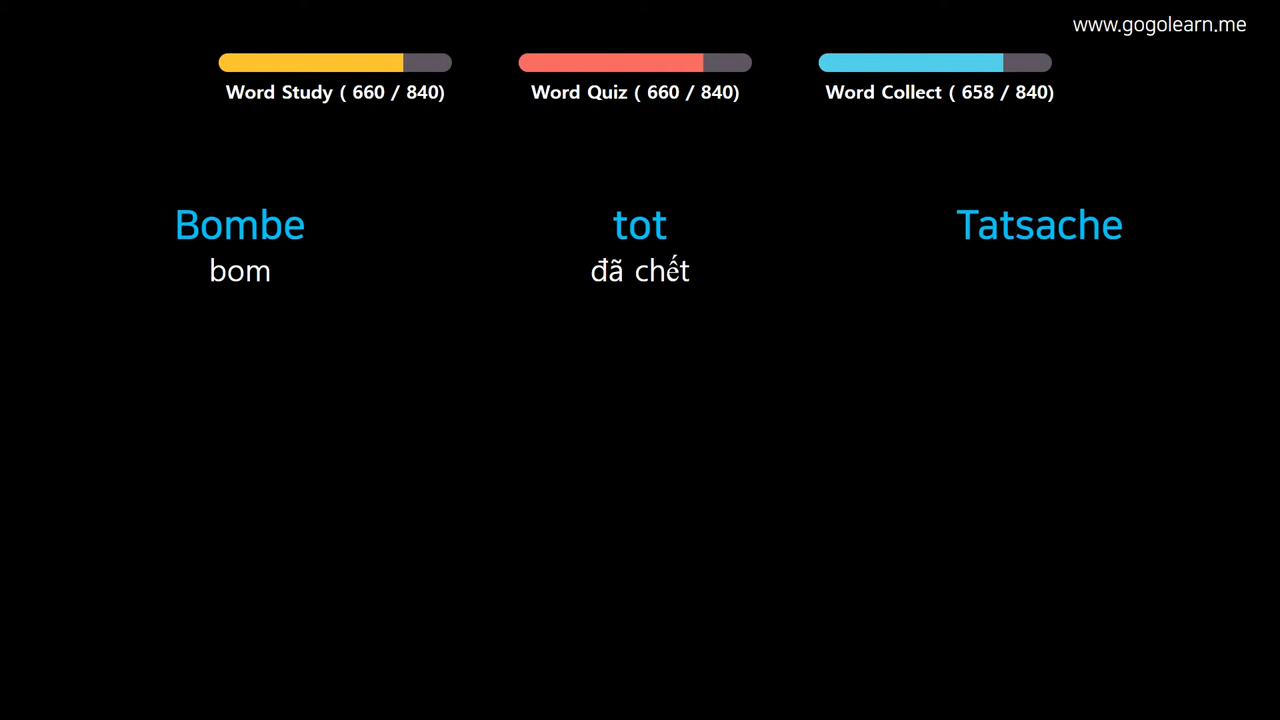 www.gogolearn.me
Word Study ( 660 / 840)
Word Quiz ( 660 / 840)
Word Collect ( 658 / 840)
Bombe
bom
tot
đã chết
Tatsache